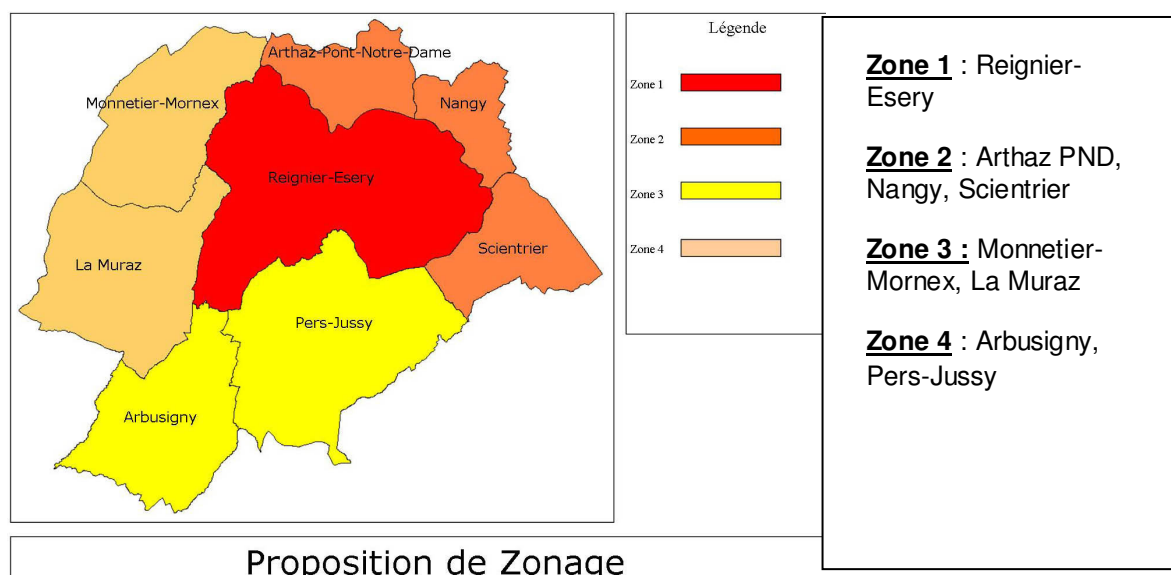 Arthaz-Pont-Notre-Dame
Monnetier-Mornex
Nangy
Reignier-Esery
Scientrier
La Muraz
Pers-Jussy
Arbusigny
Légende
Zone 1
Zone 2
Zone 3
Zone 4
Zone 1 : Reignier-
Esery
Zone 2 : Arthaz PND,
Nangy, Scientrier
Zone 3 : Monnetier-
Mornex, La Muraz
Zone 4 : Arbusigny,
Pers-Jussy
Proposition de Zonage